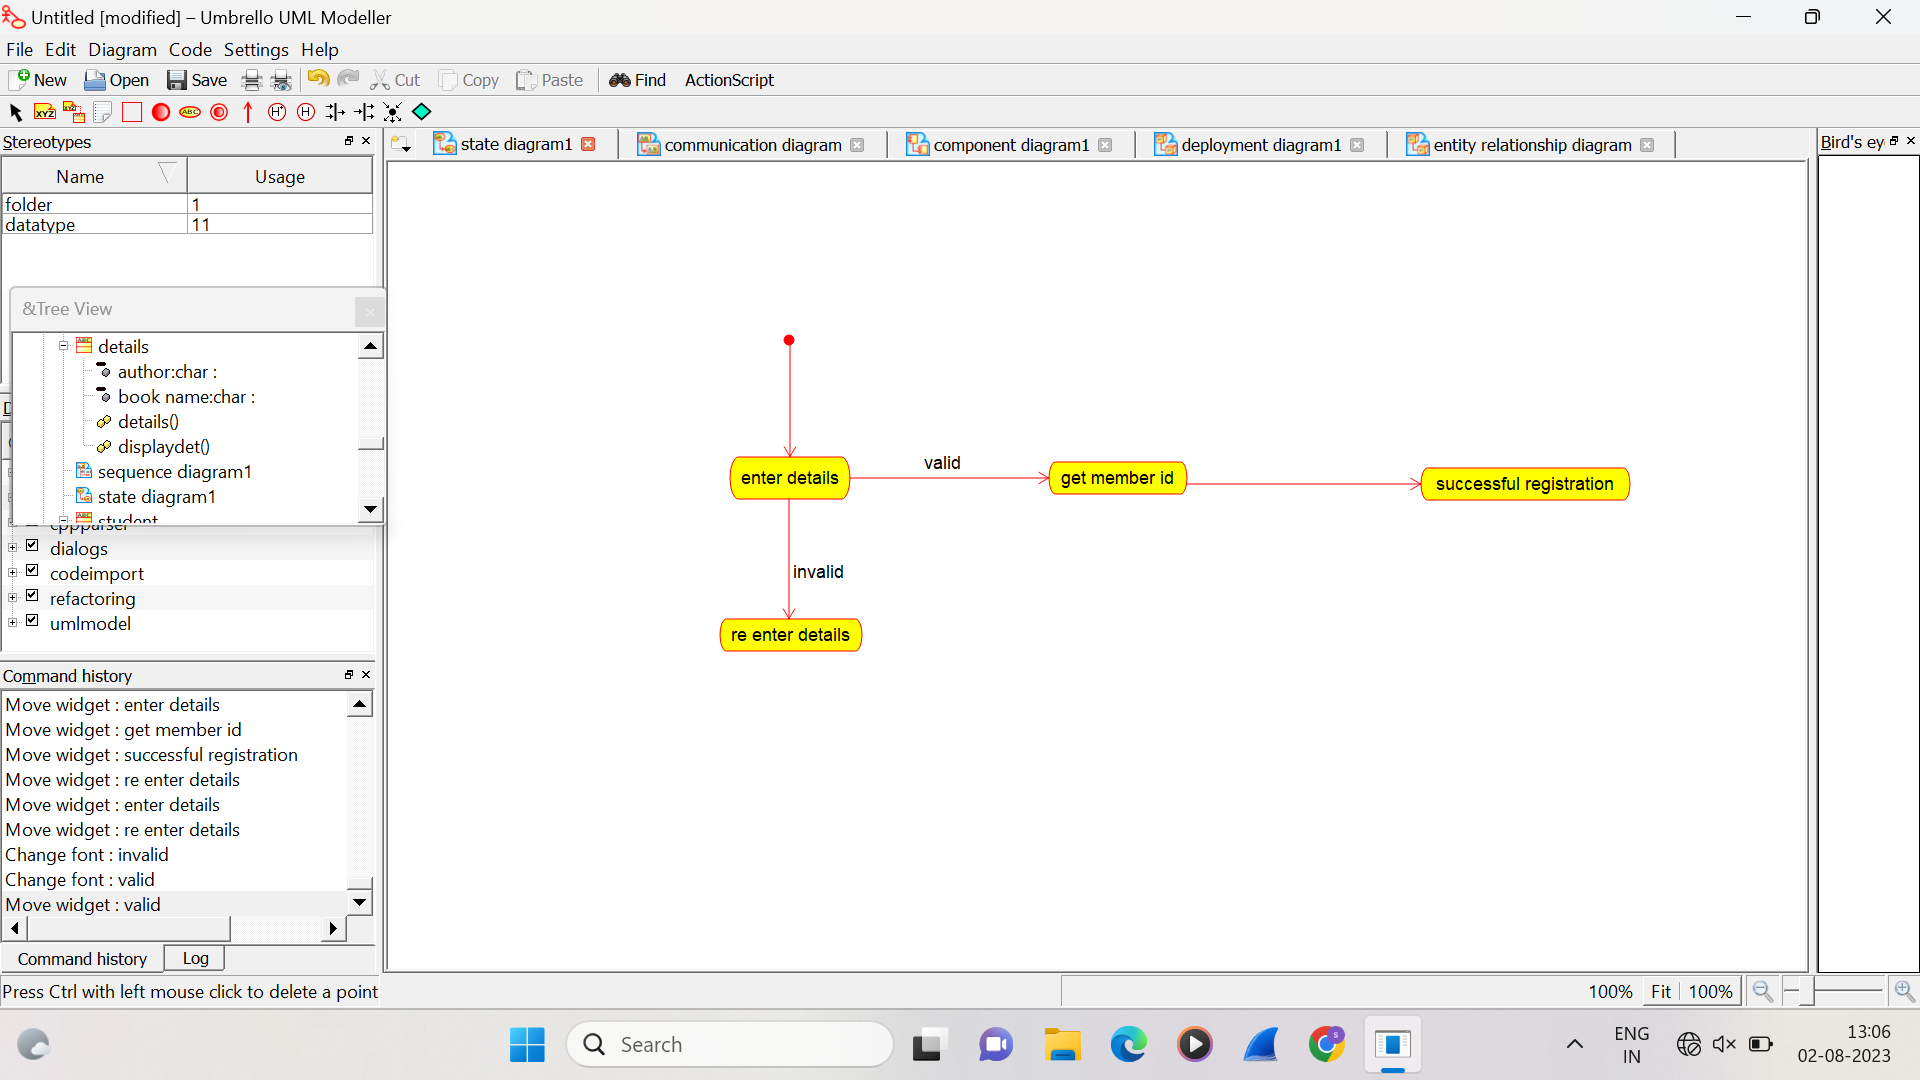 Untitled [modified] – Umbrello UML Modeller
File Edit Diagram Code Settings Help
New Open Save Cut Copy Paste Find ActionScript
XYZ XYZ ABC H* H
Stereotypes
Name Usage
folder 1
datatype 11
&Tree View
details
author:char :
book name:char :
details()
displaydet()
sequence diagram1
state diagram1
student
cppparser
dialogs
codeimport
refactoring
umlmodel
Command history
Move widget : enter details
Move widget : get member id
Move widget : successful registration
Move widget : re enter details
Move widget : enter details
Move widget : re enter details
Change font : invalid
Change font : valid
Move widget : valid
Command history Log
Press Ctrl with left mouse click to delete a point
state diagram1 communication diagram component diagram1 deployment diagram1 entity relationship diagram
Bird's ey
enter details
valid
get member id
successful registration
invalid
re enter details
100% Fit 100%
Search
ENG
IN
13:06
02-08-2023